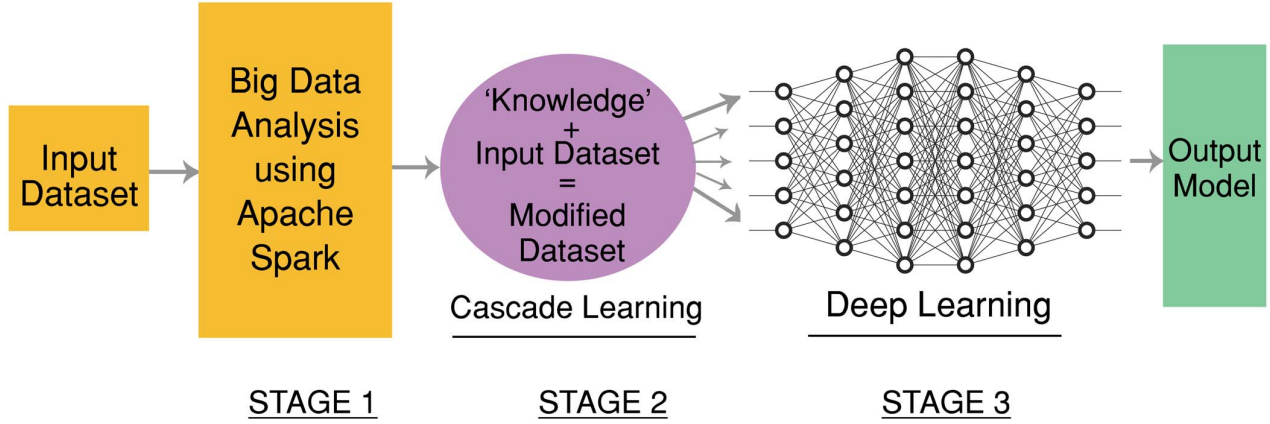 Input
Dataset
Big Data
Analysis
using
Apache
Spark
‘Knowledge’
+
Input Dataset
=
Modified
Dataset
Cascade Learning
Deep Learning
Output
Model
STAGE 1
STAGE 2
STAGE 3